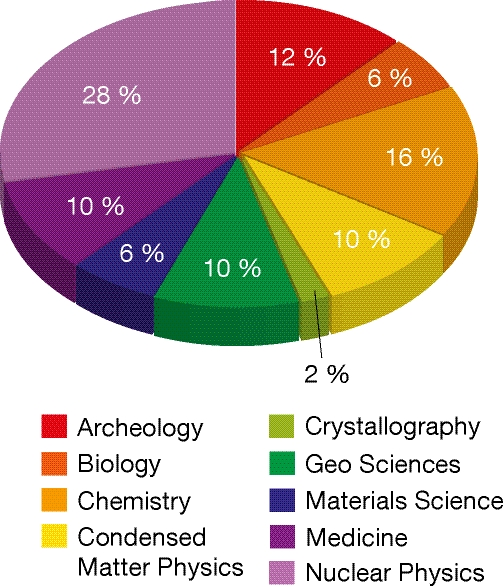 12 %
6 %
28 %
16 %
10 %
10 %
6 %
10 %
2 %
Archeology
Biology
Chemistry
Condensed
Matter Physics
Crystallography
Geo Sciences
Materials Science
Medicine
Nuclear Physics